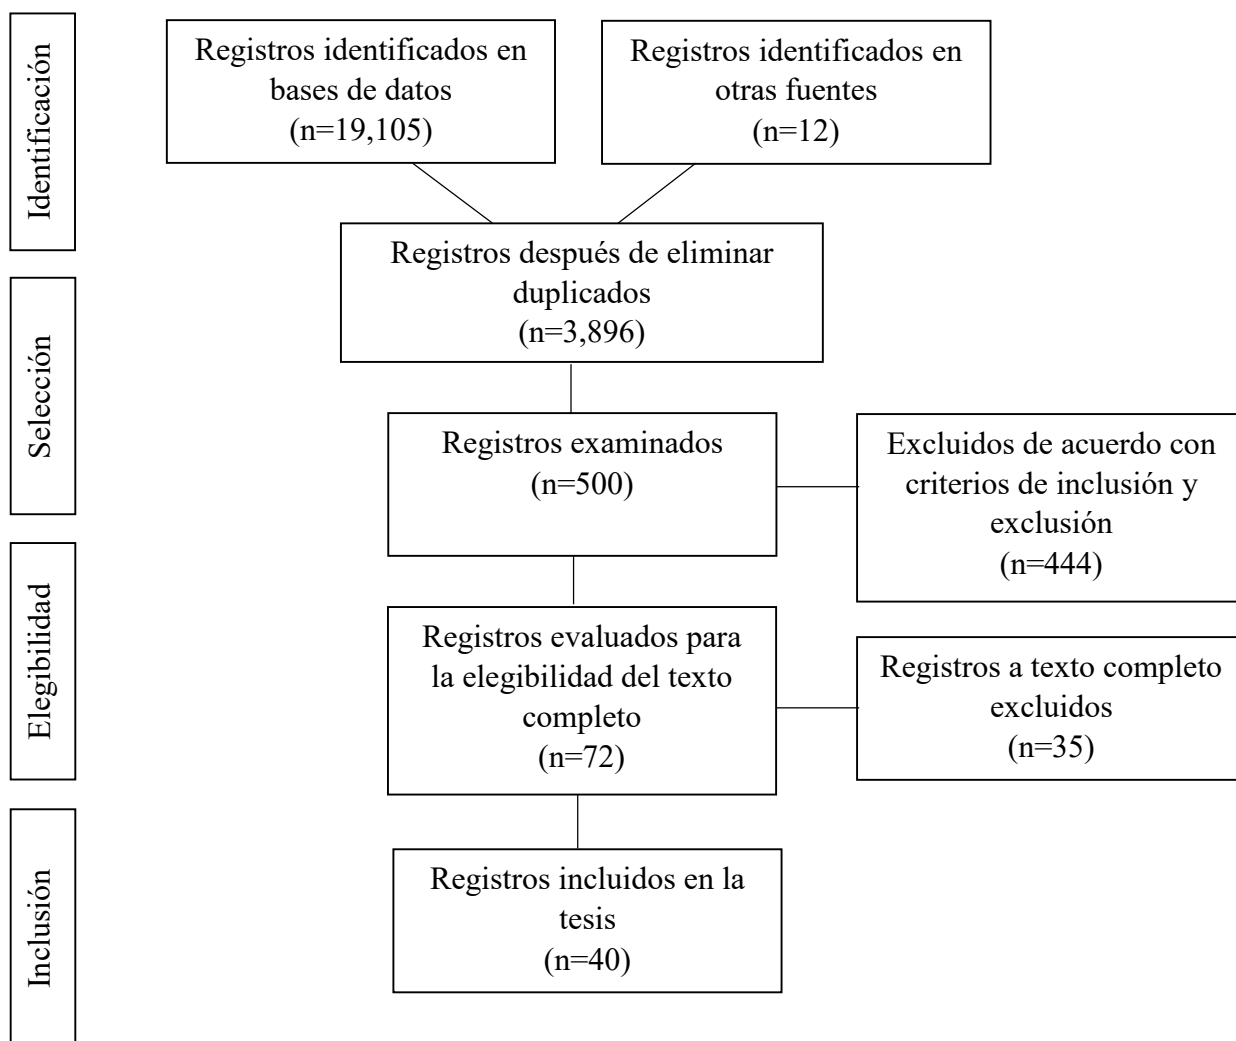 Identificación
Registros identificados en
bases de datos
(n=19,105)
Registros identificados en
otras fuentes
(n=12)
Registros después de eliminar
duplicados
(n=3,896)
Selección
Registros examinados
(n=500)
Excluidos de acuerdo con
criterios de inclusión y
exclusión
(n=444)
Elegibilidad
Registros evaluados para
la elegibilidad del texto
completo
(n=72)
Registros a texto completo
excluidos
(n=35)
Inclusión
Registros incluidos en la
tesis
(n=40)